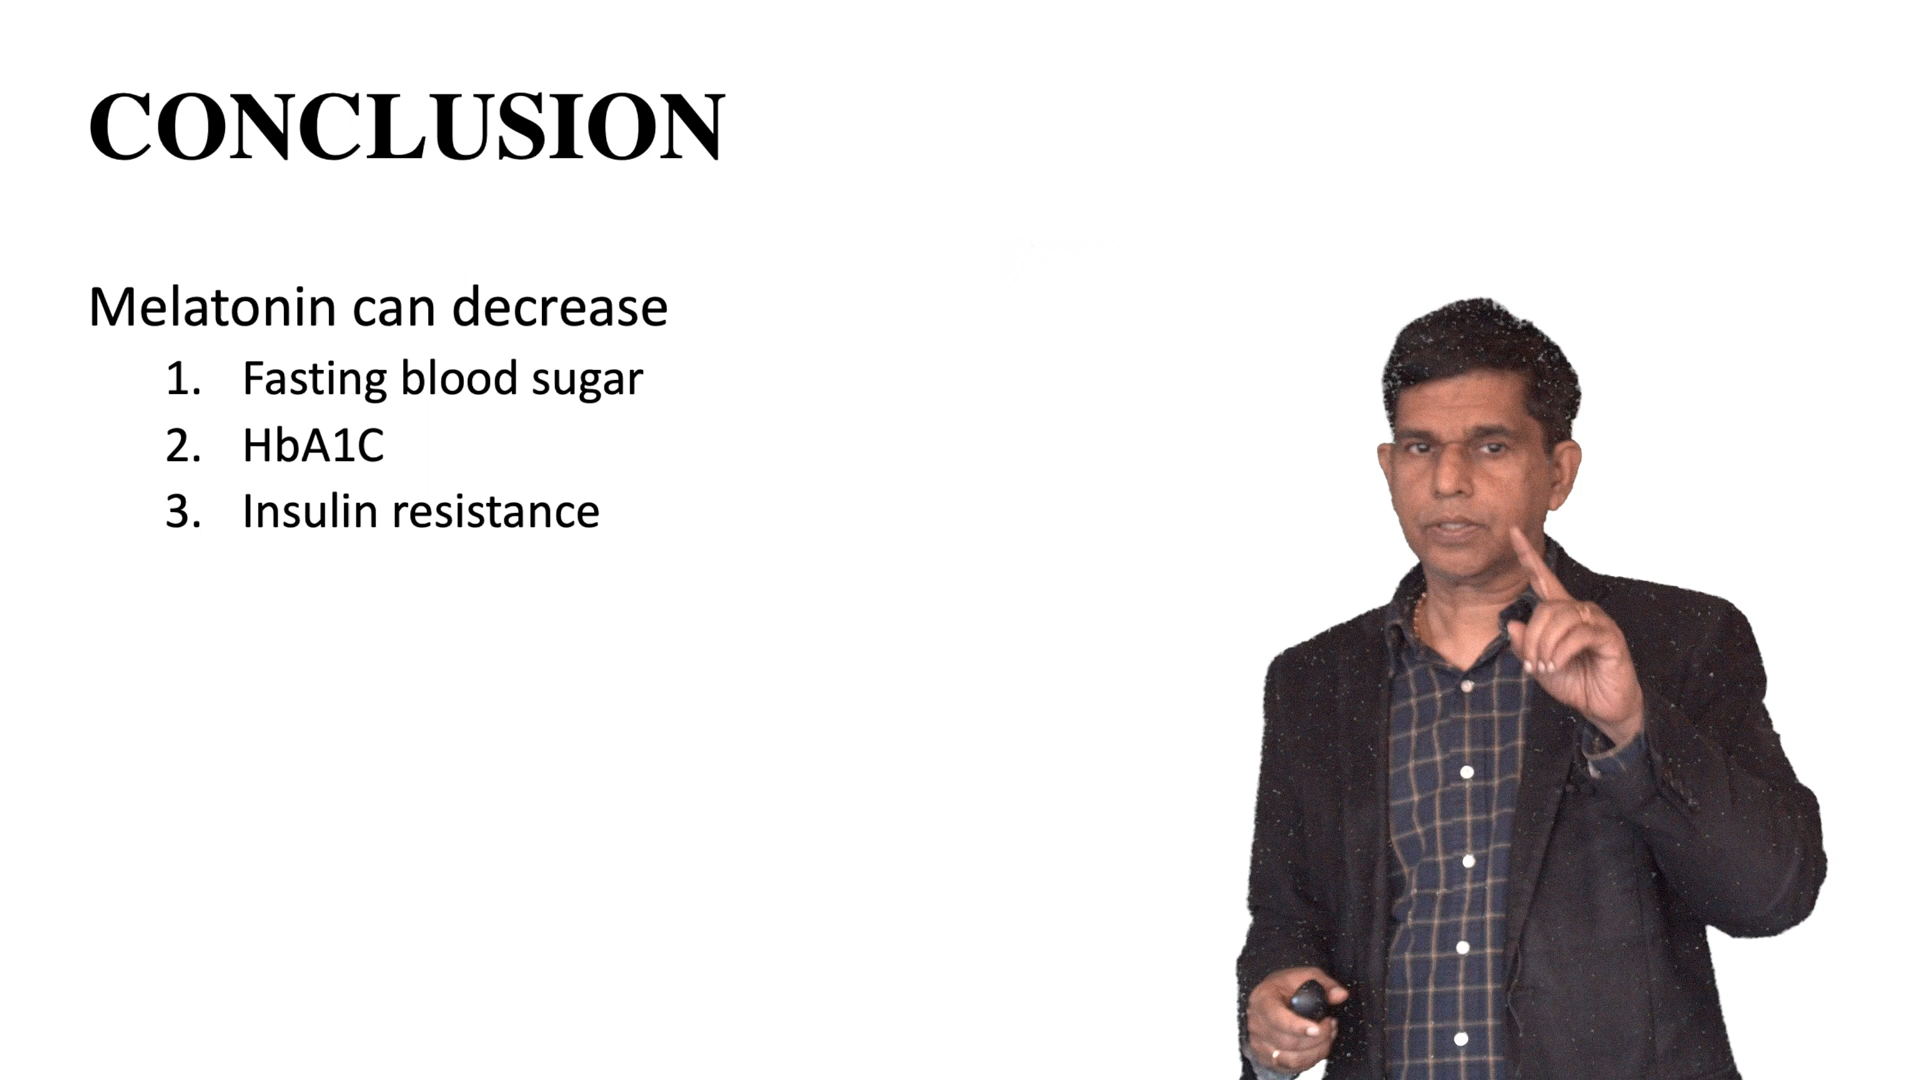 CONCLUSION
Melatonin can decrease
1. Fasting blood sugar
2. HbA1C
3. Insulin resistance